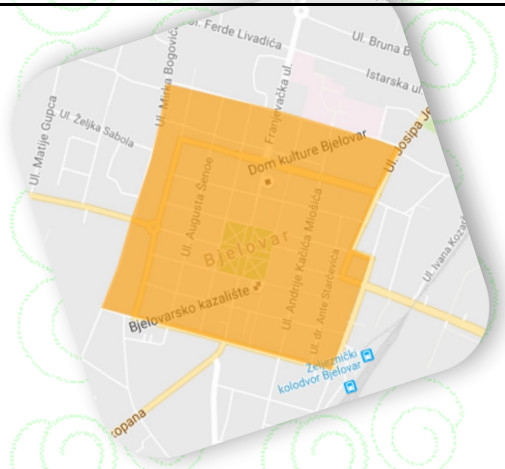 Ul. Ferde Livadića
Ul. Bruna B
Istarska ul.
Ul. Mirka Bogovića
Franjevačka ul.
Ul. Josipa Je
Ul. Matije Gupca
Ul. Željka Sabola
Dom kulture Bjelovar
Ul. Augusta Šenoe
Bjelovar
Ul. Andrije Kačića Miošića
Ul. dr. Ante Starčevića
Ul. Ivana Kozar
Bjelovarsko kazalište
Željeznički
kolodvor Bjelovar
kopana